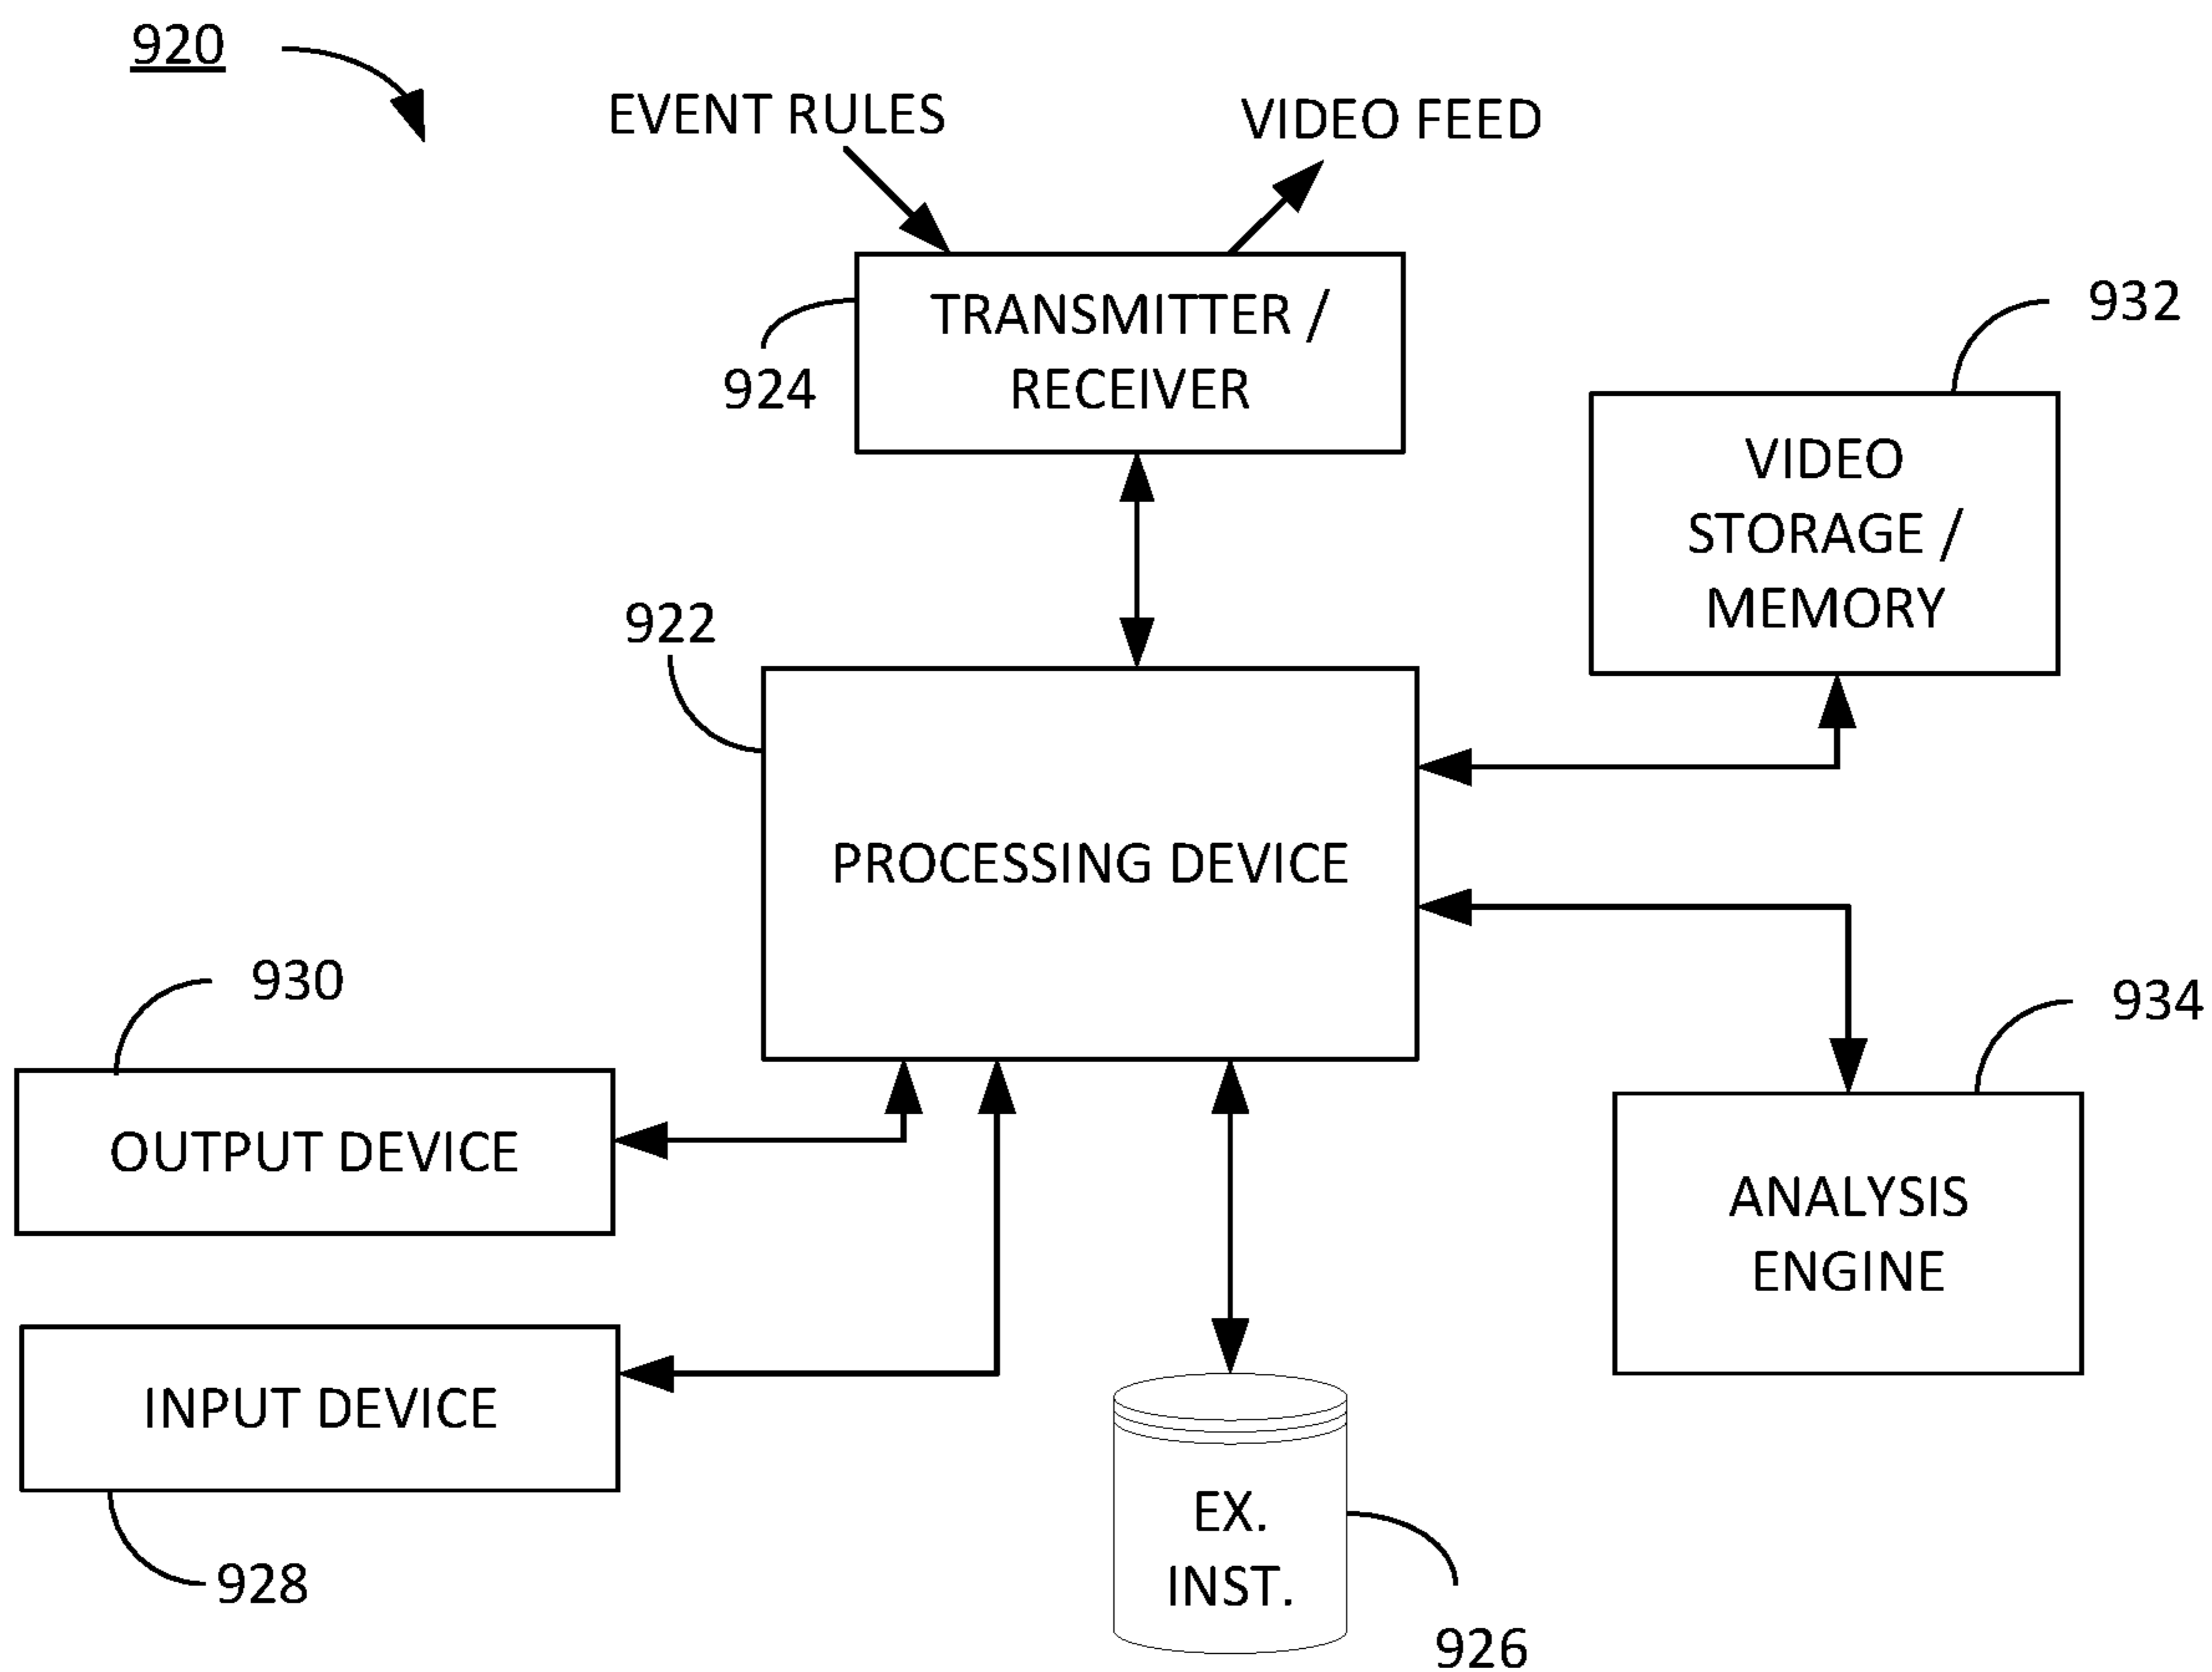 920
EVENT RULES
VIDEO FEED
TRANSMITTER /
RECEIVER
924
932
VIDEO
STORAGE /
MEMORY
922
PROCESSING DEVICE
930
934
OUTPUT DEVICE
ANALYSIS
ENGINE
INPUT DEVICE
928
EX.
INST.
926